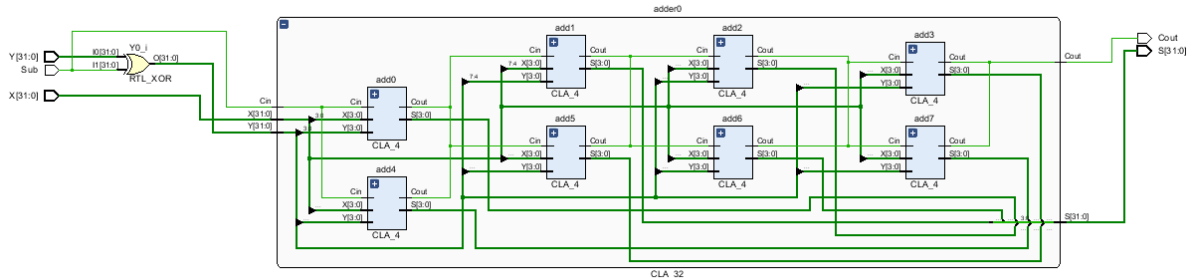 adder0
add1
Cin Cout
X[3:0] S[3:0]
Y[3:0]
CLA_4
add2
Cin Cout
X[3:0] S[3:0]
Y[3:0]
CLA_4
add3
Cin Cout
X[3:0] S[3:0]
Y[3:0]
CLA_4
Y[31:0]
Sub
X[31:0]
Y0_i
I0[31:0] O[31:0]
I1[31:0]
RTL_XOR
Cin
X[31:0]
Y[31:0]
add0
Cin Cout
X[3:0] S[3:0]
Y[3:0]
CLA_4
add5
Cin Cout
X[3:0] S[3:0]
Y[3:0]
CLA_4
add6
Cin Cout
X[3:0] S[3:0]
Y[3:0]
CLA_4
add7
Cin Cout
X[3:0] S[3:0]
Y[3:0]
CLA_4
add4
Cin Cout
X[3:0] S[3:0]
Y[3:0]
CLA_4
Cout
S[31:0]
Cout
S[31:0]
7:4
7:4
CLA_32